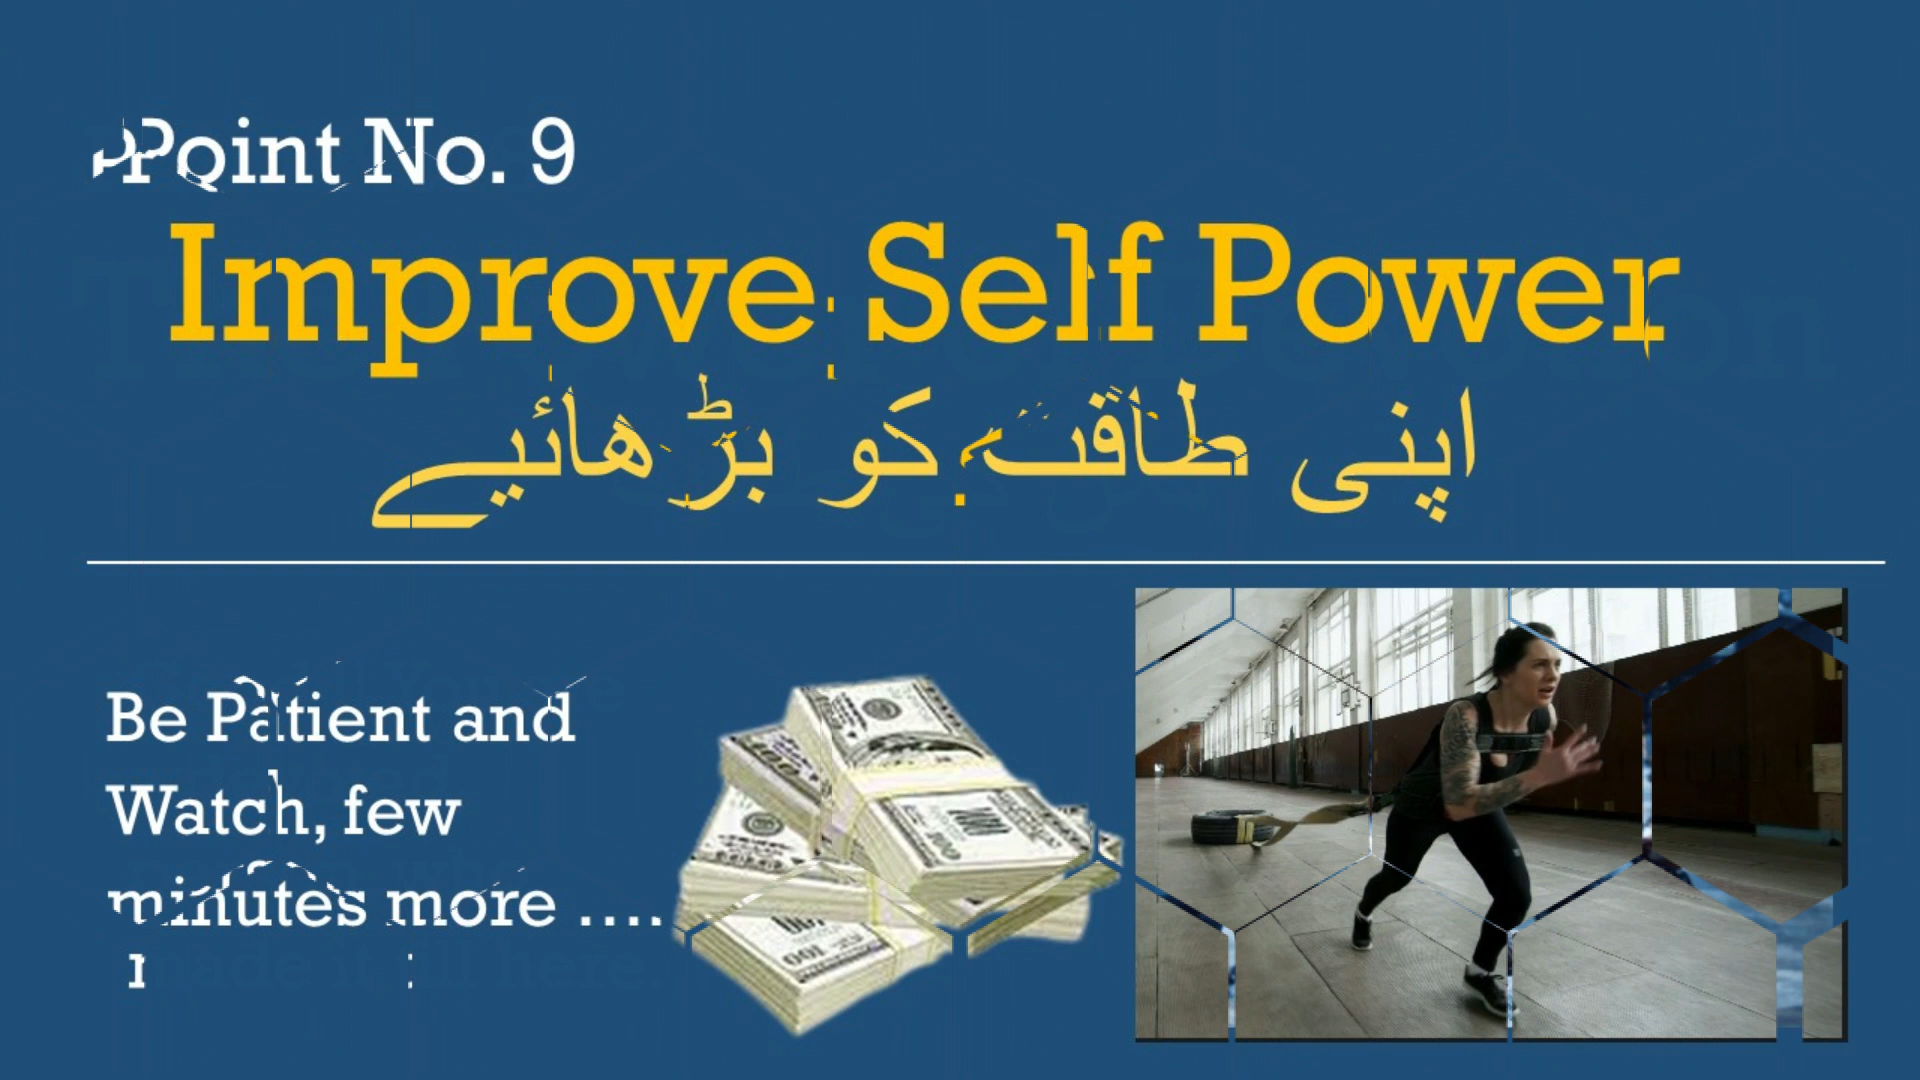 Point No. 9
Improve Self Power
اپنی طاقت کو بڑھائیے
Be Patient and
Watch, few
minutes more ....